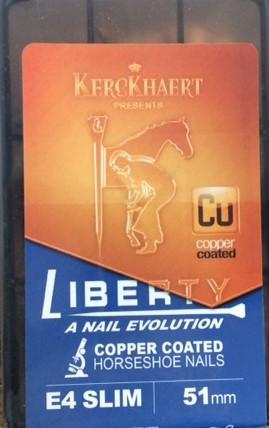 KERCKHAERT
PRESENTS
L
Cu
copper
coated
LIBERTY
A NAIL EVOLUTION
COPPER COATED
HORSESHOE NAILS
E4 SLIM
51mm